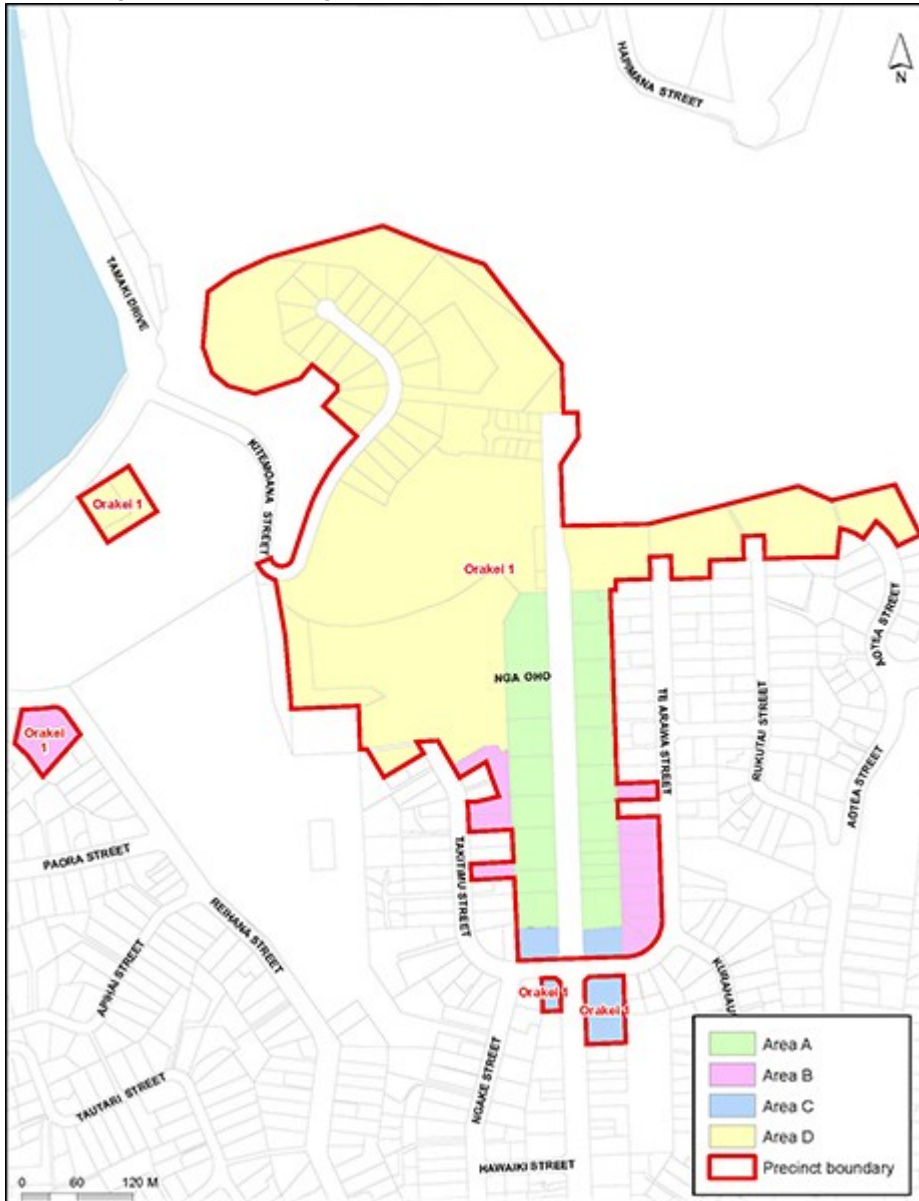 HAPIMANA STREET
N
TAMAKI DRIVE
KITEMOANA STREET
Orakei 1
Orakei 1
AOTEA STREET
NGA OHO
TE ARAWA STREET
RUKUTAI STREET
Orakei
1
AOTEA STREET
PAORA STREET
TAKITIMU STREET
REIHANA STREET
APIHAI STREET
KURAHAU
Orakei 1
Orakei 1
NGAKE STREET
TAUTARI STREET
HAWAIKI STREET
Area A
Area B
Area C
Area D
Precinct boundary
0 60 120 M